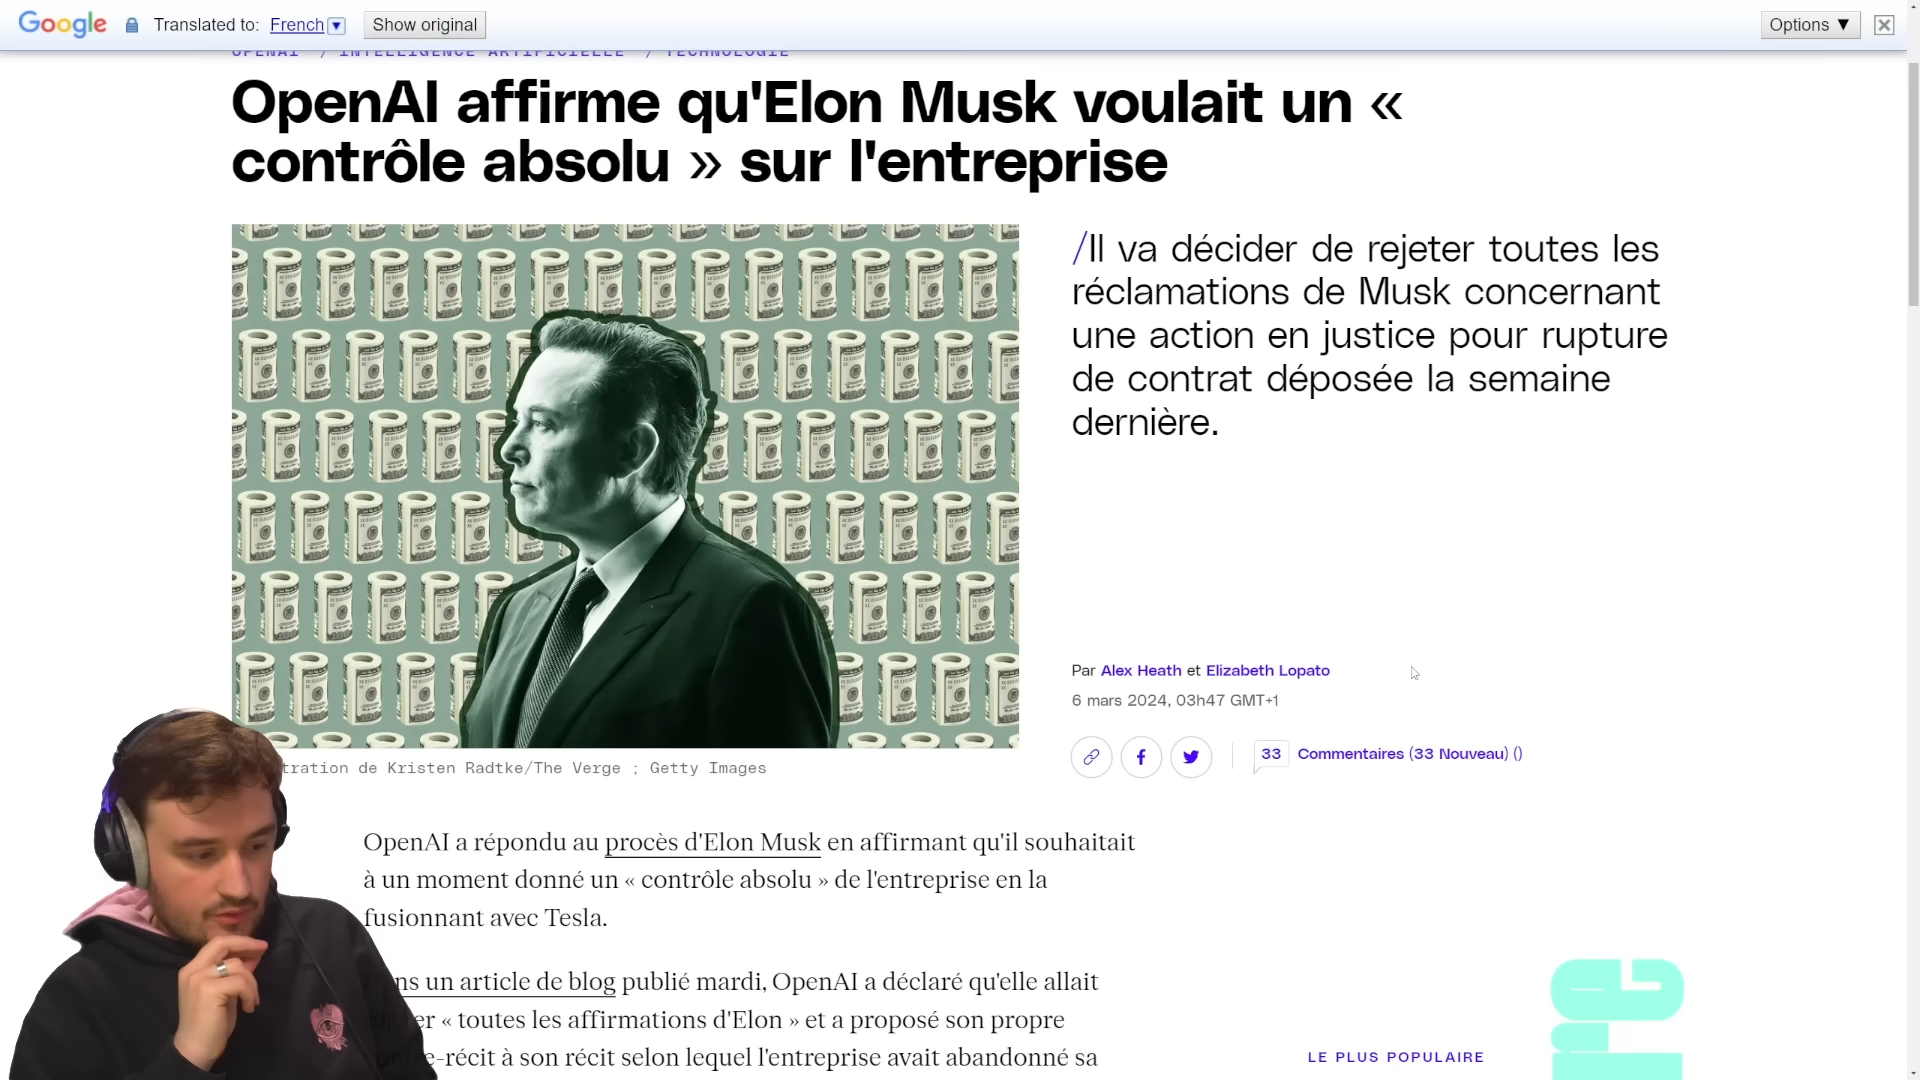 Google Translated to: French ▼ Show original Options ▼
OPENAI / INTELLIGENCE ARTIFICIELLE / TECHNOLOGIE
OpenAI affirme qu'Elon Musk voulait un «
contrôle absolu » sur l'entreprise
/Il va décider de rejeter toutes les
réclamations de Musk concernant
une action en justice pour rupture
de contrat déposée la semaine
dernière.
Par Alex Heath et Elizabeth Lopato
6 mars 2024, 03h47 GMT+1
33 Commentaires (33 Nouveau) ()
tration de Kristen Radtke/The Verge ; Getty Images
OpenAI a répondu au procès d'Elon Musk en affirmant qu'il souhaitait
à un moment donné un « contrôle absolu » de l'entreprise en la
fusionnant avec Tesla.
ns un article de blog publié mardi, OpenAI a déclaré qu'elle allait
er « toutes les affirmations d'Elon » et a proposé son propre
e-récit à son récit selon lequel l'entreprise avait abandonné sa
LE PLUS POPULAIRE